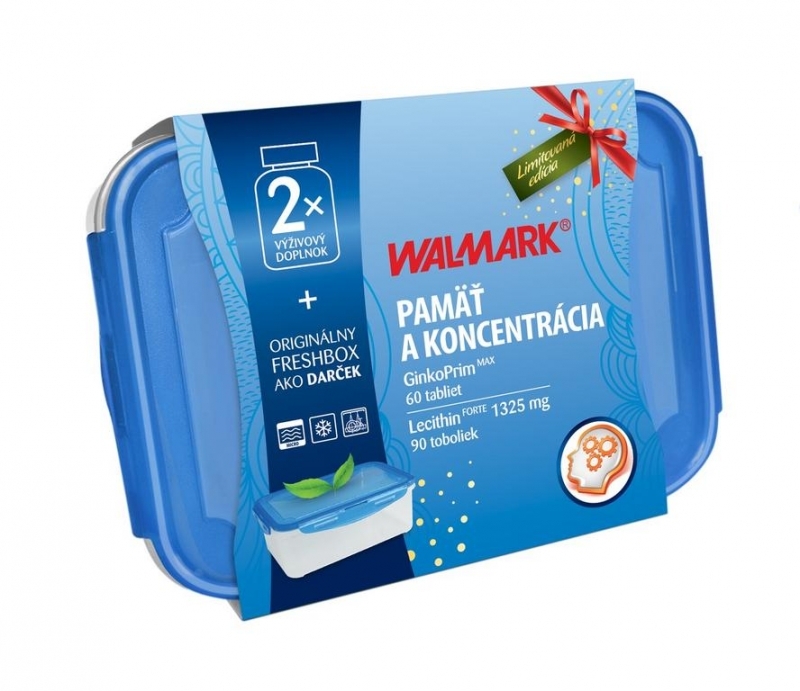 Limitovaná
edícia
2×
VÝŽIVOVÝ
DOPLNOK
+
ORIGINÁLNY
FRESHBOX
AKO DARČEK
WALMARK®
PAMÄŤ
A KONCENTRÁCIA
GinkoPrim MAX
60 tabliet
Lecithin FORTE 1325 mg
90 toboliek